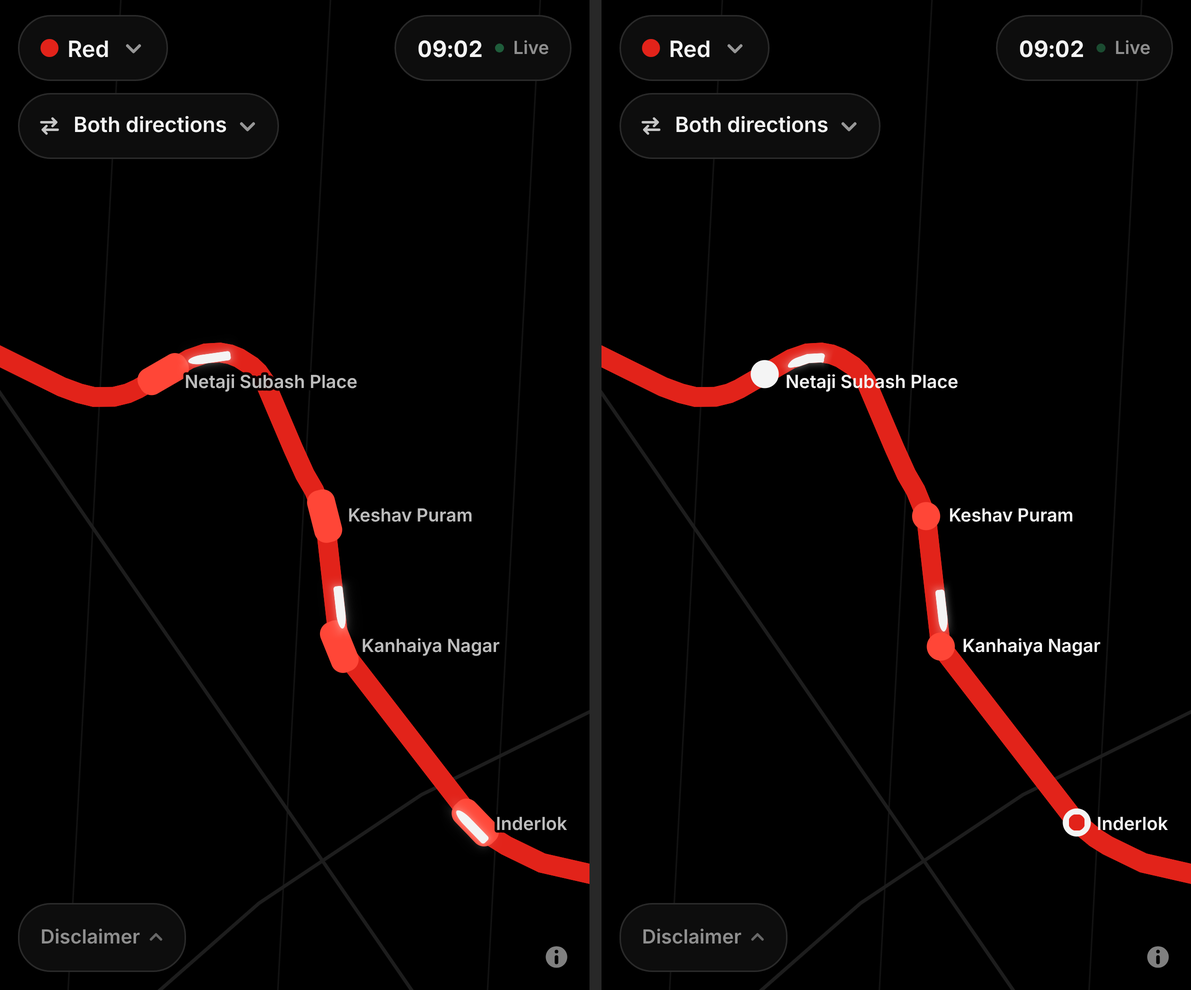 Red
09:02 Live
Both directions
Netaji Subash Place
Keshav Puram
Kanhaiya Nagar
Inderlok
Disclaimer
Red
09:02 Live
Both directions
Netaji Subash Place
Keshav Puram
Kanhaiya Nagar
Inderlok
Disclaimer